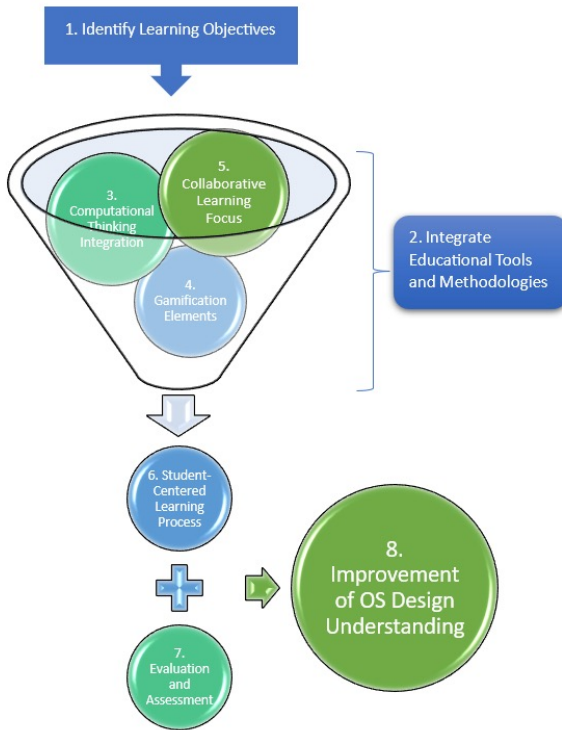 1. Identify Learning Objectives
5.
Collaborative
Learning
Focus
3.
Computational
Thinking
Integration
2. Integrate
Educational Tools
and Methodologies
4.
Gamification
Elements
6. Student-
Centered
Learning
Process
8.
Improvement
of OS Design
Understanding
7.
Evaluation
and
Assessment